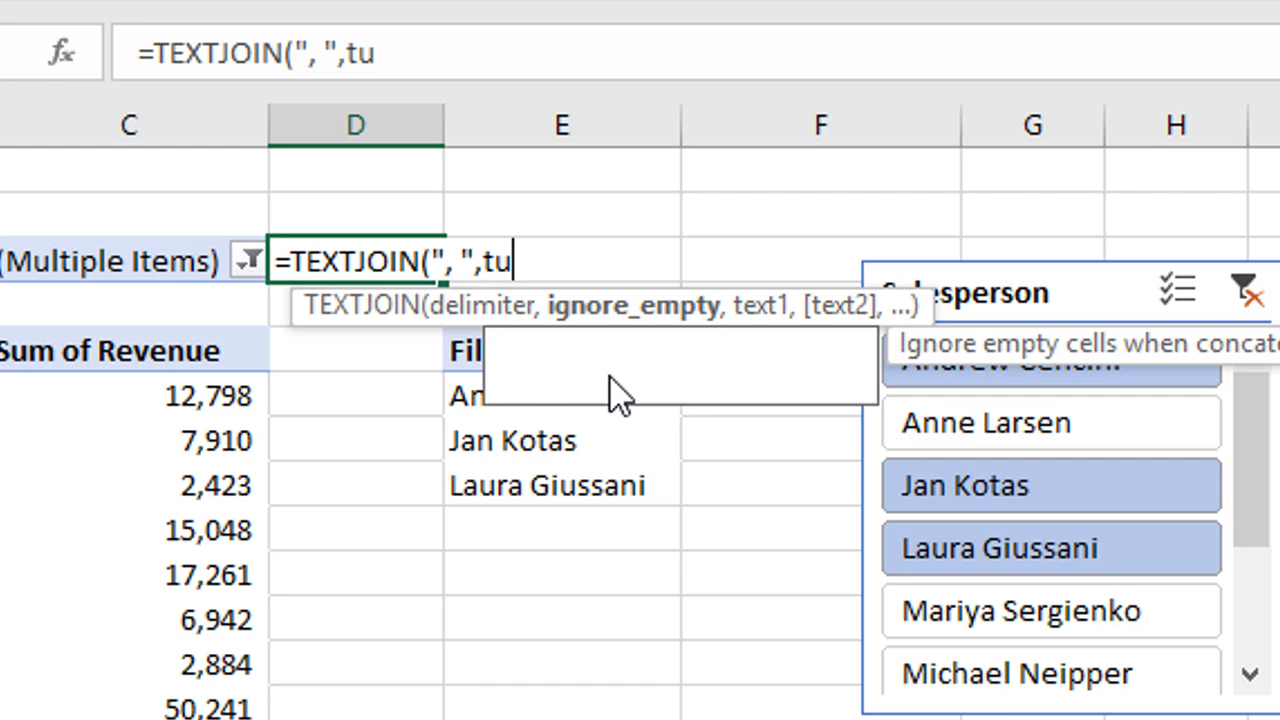 fx =TEXTJOIN(", ",tu
C D E F G H
(Multiple Items) =TEXTJOIN(", ",tu
TEXTJOIN(delimiter, ignore_empty, text1, [text2], ...)
Salesperson
Ignore empty cells when concate
Sum of Revenue Fil
12,798 An
Anne Larsen
7,910 Jan Kotas
2,423 Laura Giussani
Jan Kotas
15,048
Laura Giussani
17,261
6,942
Mariya Sergienko
2,884
Michael Neipper
50,241